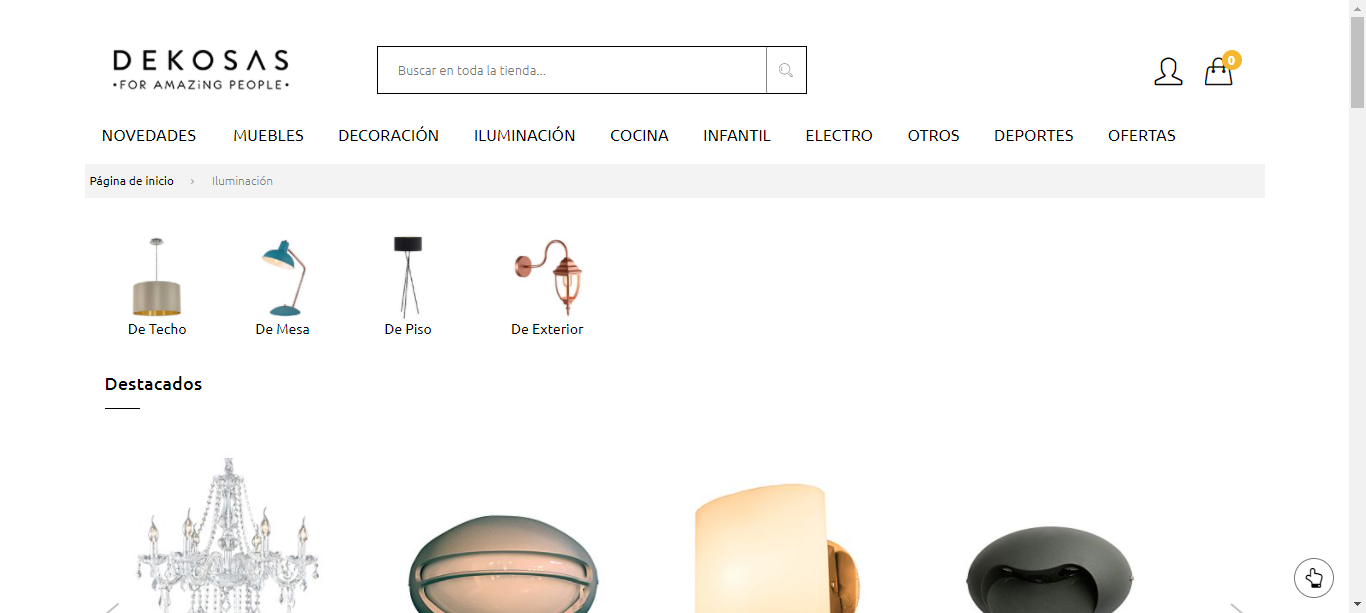 DEKOSAS
•FOR AMAZiNG PEOPLE•
Buscar en toda la tienda...
0
NOVEDADES MUEBLES DECORACIÓN ILUMINACIÓN COCINA INFANTIL ELECTRO OTROS DEPORTES OFERTAS
Página de inicio › Iluminación
De Techo De Mesa De Piso De Exterior
Destacados